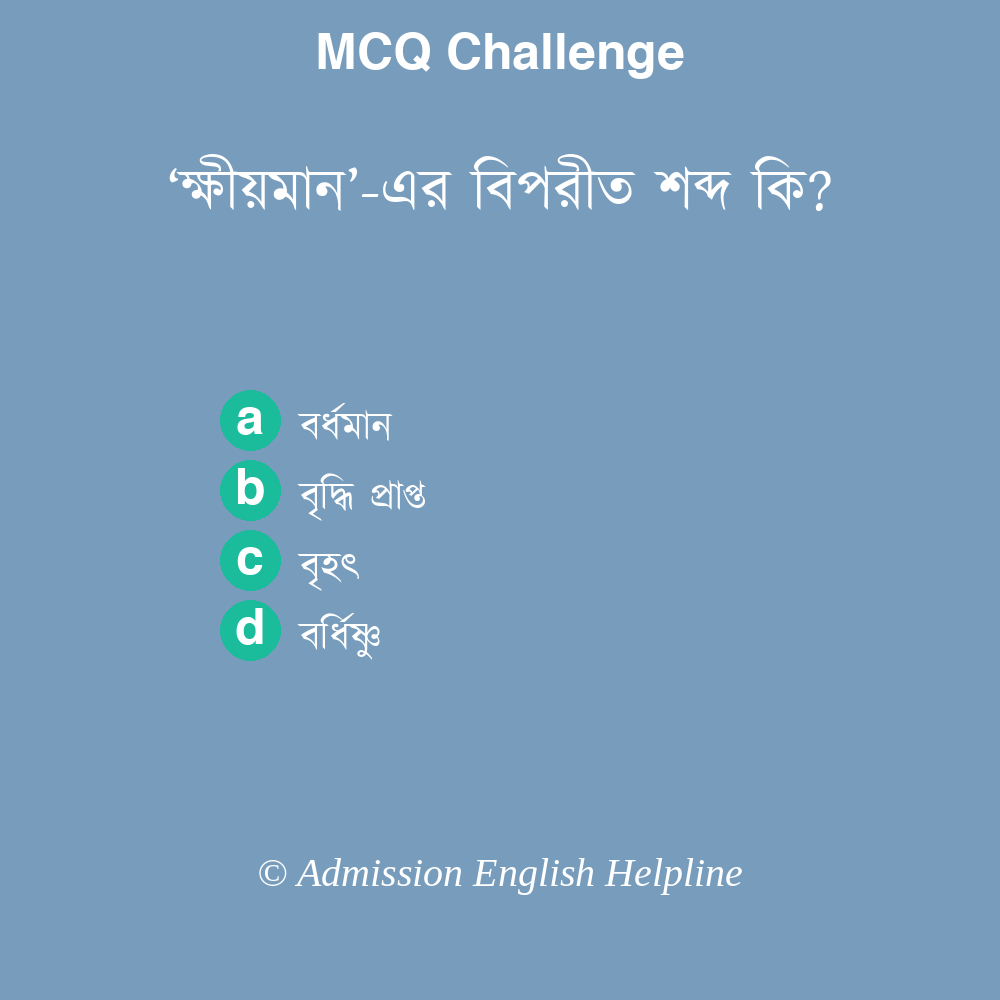 MCQ Challenge
‘ক্ষীয়মান’-এর বিপরীত শব্দ কি?
a বর্ধমান
b বৃদ্ধি প্রাপ্ত
c বৃহৎ
d বর্ধিষ্ণু
© Admission English Helpline